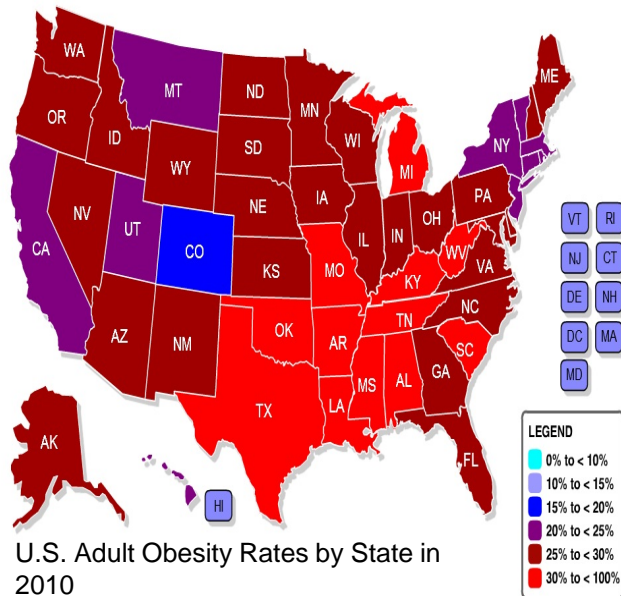 WA
MT
ND
MN
ME
OR
ID
WY
SD
WI
MI
NY
NV
UT
CO
NE
IA
IL
IN
OH
PA
CA
KS
MO
KY
WV
VA
AZ
NM
OK
AR
TN
NC
SC
TX
LA
MS
AL
GA
FL
AK
HI
VT RI
NJ CT
DE NH
DC MA
MD
LEGEND
0% to < 10%
10% to < 15%
15% to < 20%
20% to < 25%
25% to < 30%
30% to < 100%
U.S. Adult Obesity Rates by State in
2010